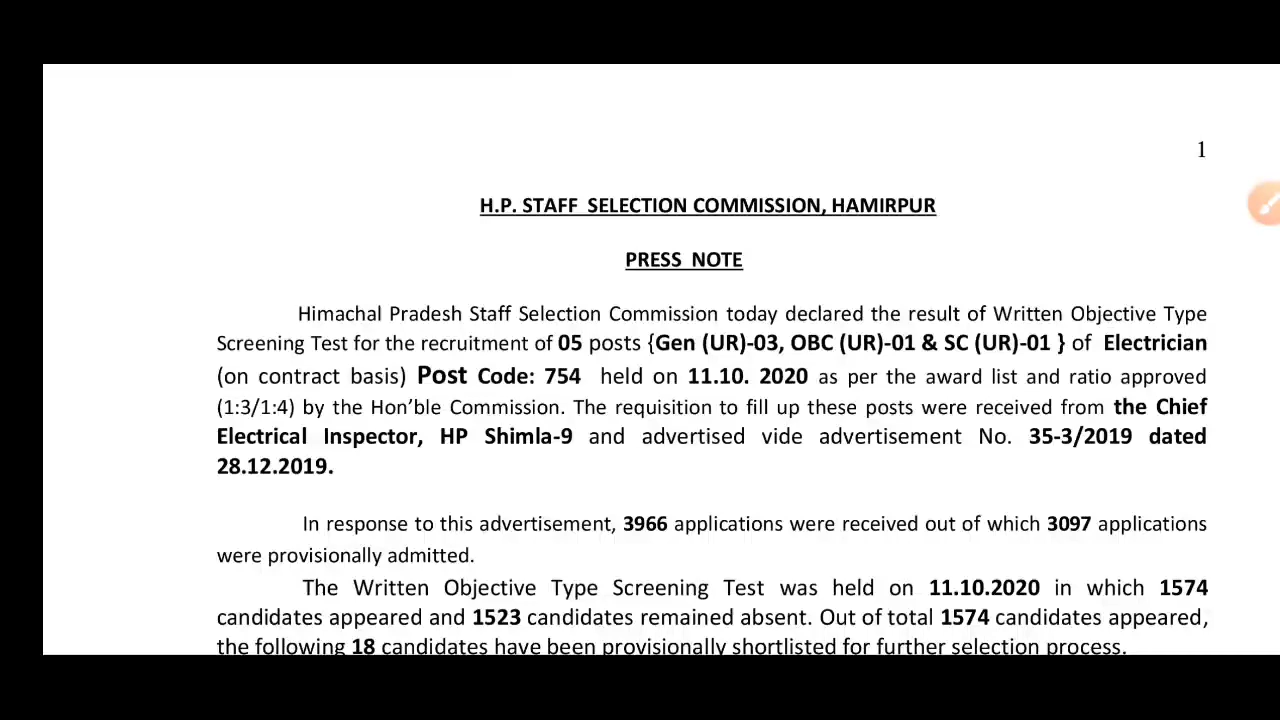 1
H.P. STAFF SELECTION COMMISSION, HAMIRPUR
PRESS NOTE
Himachal Pradesh Staff Selection Commission today declared the result of Written Objective Type
Screening Test for the recruitment of 05 posts {Gen (UR)-03, OBC (UR)-01 & SC (UR)-01 } of Electrician
(on contract basis) Post Code: 754 held on 11.10. 2020 as per the award list and ratio approved
(1:3/1:4) by the Hon’ble Commission. The requisition to fill up these posts were received from the Chief
Electrical Inspector, HP Shimla-9 and advertised vide advertisement No. 35-3/2019 dated
28.12.2019.
In response to this advertisement, 3966 applications were received out of which 3097 applications
were provisionally admitted.
The Written Objective Type Screening Test was held on 11.10.2020 in which 1574
candidates appeared and 1523 candidates remained absent. Out of total 1574 candidates appeared,
the following 18 candidates have been provisionally shortlisted for further selection process.